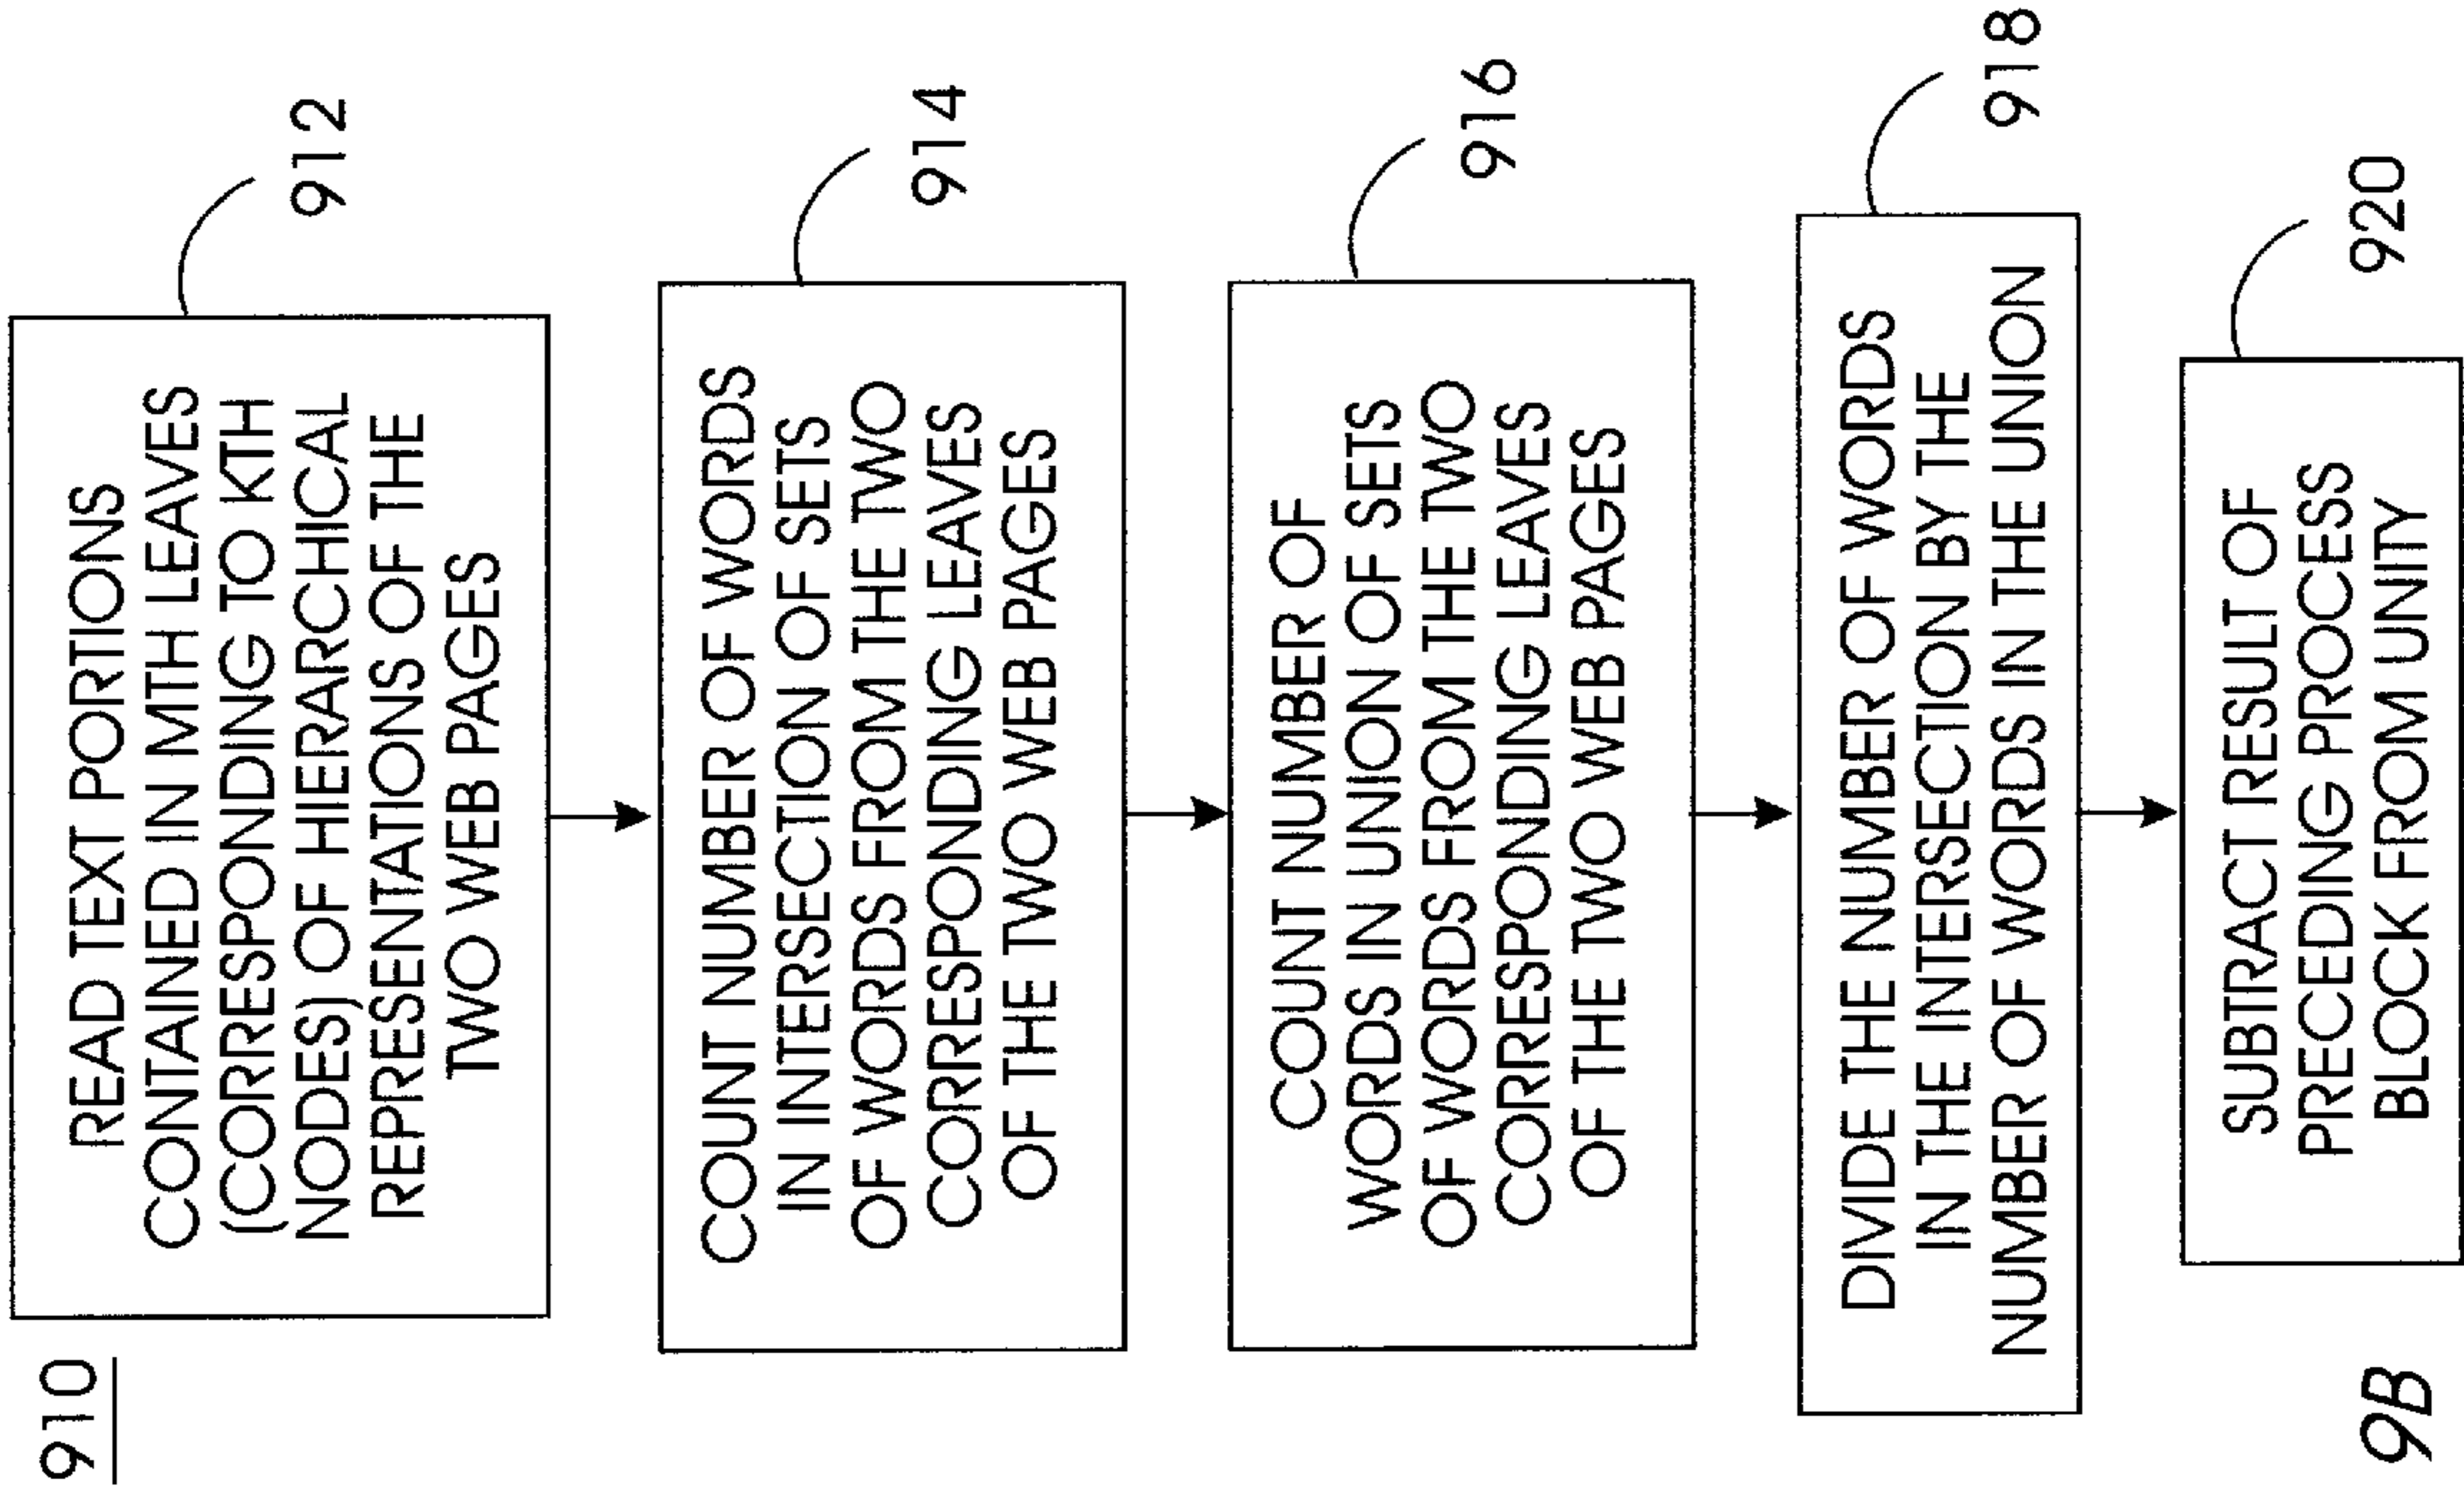 910
READ TEXT PORTIONS
CONTAINED IN MTH LEAVES
(CORRESPONDING TO KTH
NODES) OF HIERARCHICAL
REPRESENTATIONS OF THE
TWO WEB PAGES
912
COUNT NUMBER OF WORDS
IN INTERSECTION OF SETS
OF WORDS FROM THE TWO
CORRESPONDING LEAVES
OF THE TWO WEB PAGES
914
COUNT NUMBER OF
WORDS IN UNION OF SETS
OF WORDS FROM THE TWO
CORRESPONDING LEAVES
OF THE TWO WEB PAGES
916
DIVIDE THE NUMBER OF WORDS
IN THE INTERSECTION BY THE
NUMBER OF WORDS IN THE UNION
918
SUBTRACT RESULT OF
PRECEDING PROCESS
BLOCK FROM UNITY
920
9B